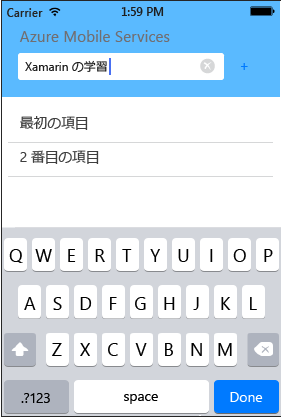 Carrier 1:59 PM
Azure Mobile Services
Xamarin の学習
+
最初の項目
2 番目の項目
Q W E R T Y U I O P
A S D F G H J K L
Z X C V B N M
.?123 space Done